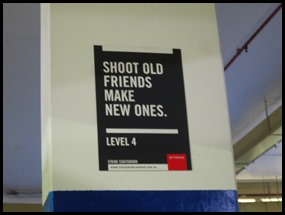 SHOOT OLD
FRIENDS
MAKE
NEW ONES.
LEVEL 4